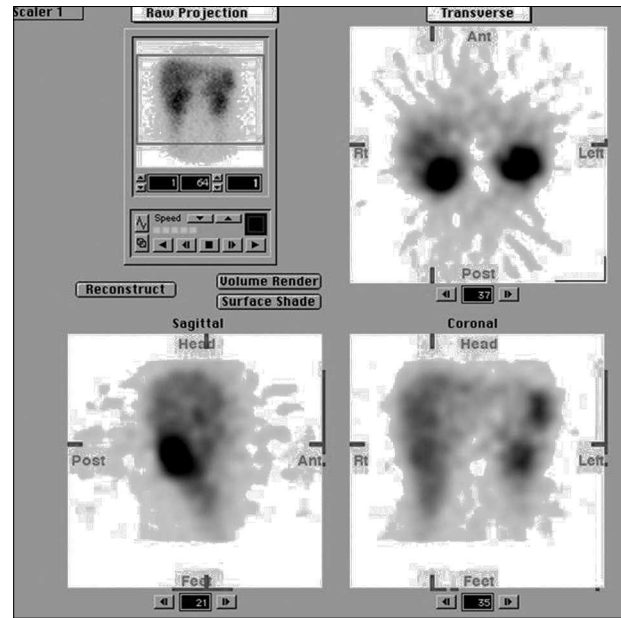 Scaler 1
Raw Projection
Transverse
Ant
Rt
Left
Post
1 64 1
Speed
Reconstruct
Volume Render
Surface Shade
37
Sagittal
Coronal
Head
Head
Post
Ant
Rt
Left
Feet
Feet
21
35